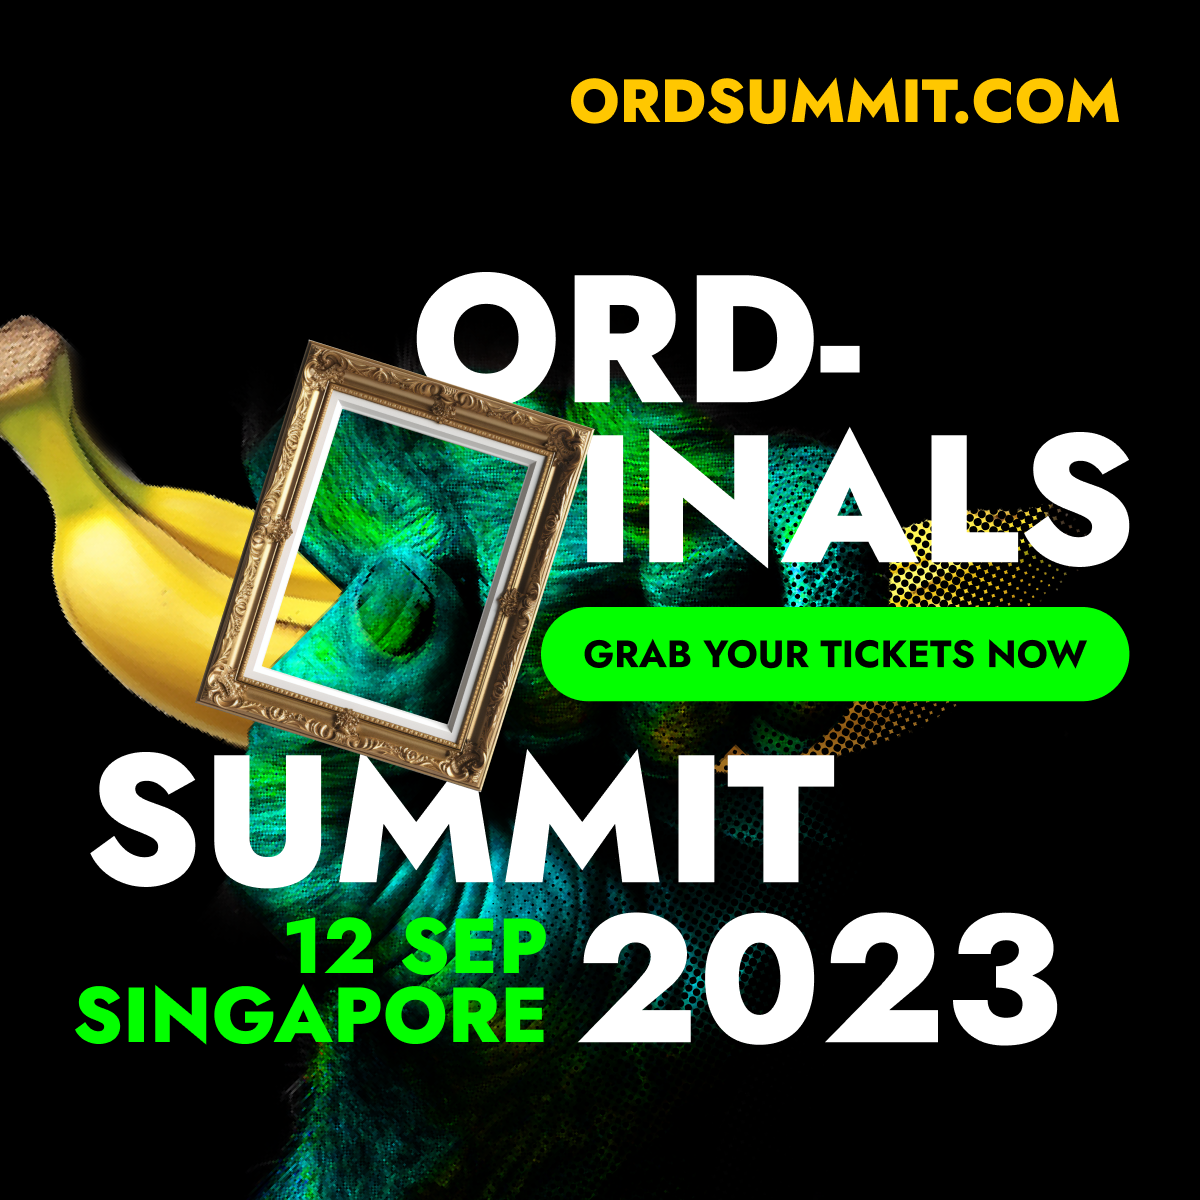 ORDSUMMIT.COM
ORD-
INALS
GRAB YOUR TICKETS NOW
SUMMIT
12 SEP
SINGAPORE
2023